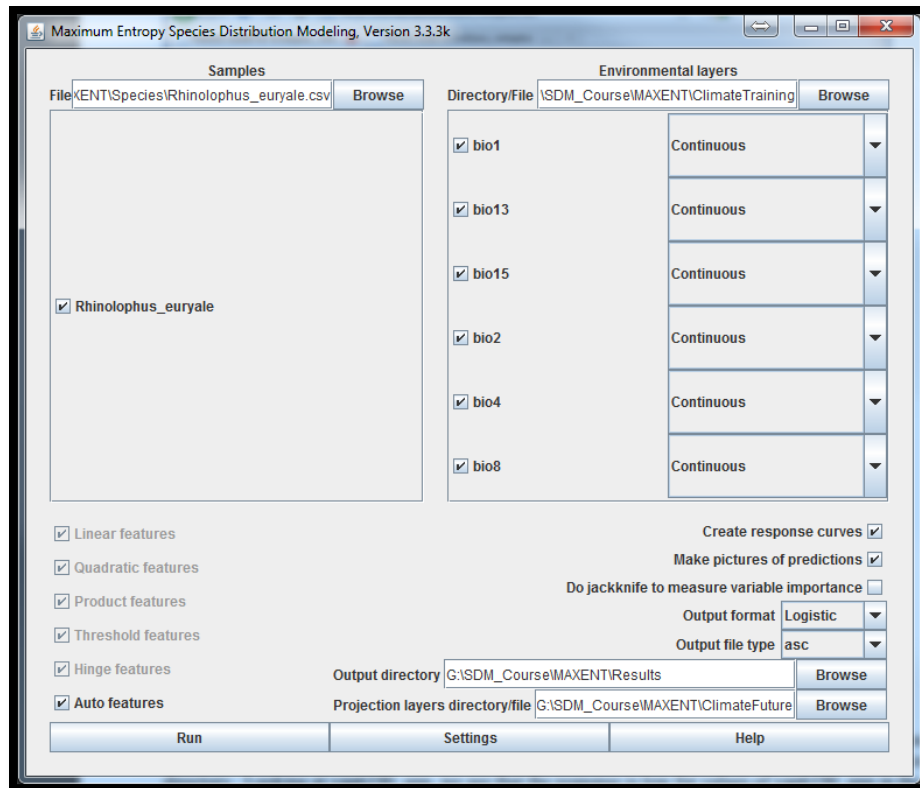 Maximum Entropy Species Distribution Modeling, Version 3.3.3k
Samples
File XENT\Species\Rhinolophus_euryale.csv Browse
Rhinolophus_euryale
Environmental layers
Directory/File \SDM_Course\MAXENT\ClimateTraining Browse
bio1 Continuous
bio13 Continuous
bio15 Continuous
bio2 Continuous
bio4 Continuous
bio8 Continuous
Linear features
Quadratic features
Product features
Threshold features
Hinge features
Auto features
Create response curves
Make pictures of predictions
Do jackknife to measure variable importance
Output format Logistic
Output file type asc
Output directory G:\SDM_Course\MAXENT\Results Browse
Projection layers directory/file G:\SDM_Course\MAXENT\ClimateFuture Browse
Run Settings Help